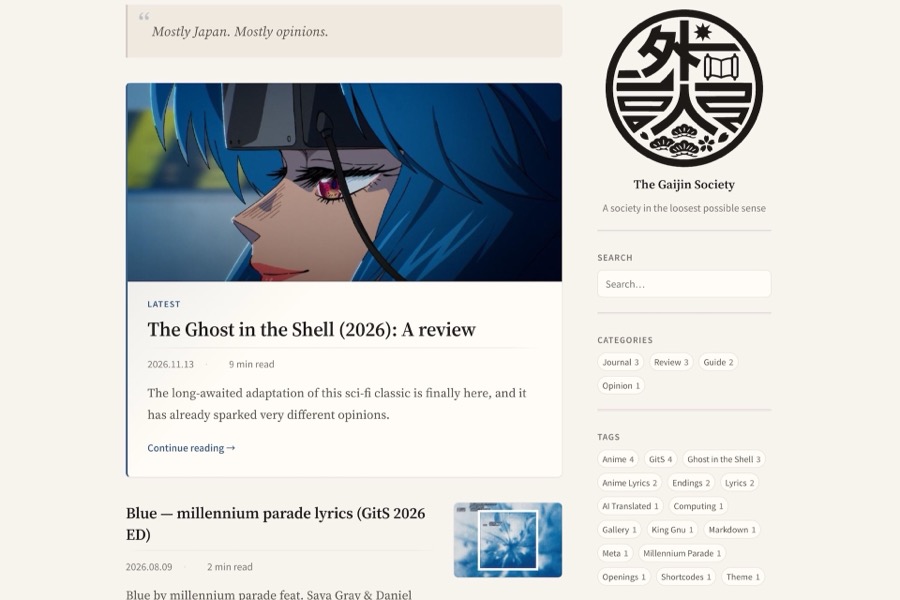 Mostly Japan. Mostly opinions.
LATEST
The Ghost in the Shell (2026): A review
2026.11.13 · 9 min read
The long-awaited adaptation of this sci-fi classic is finally here, and it
has already sparked very different opinions.
Continue reading →
Blue — millennium parade lyrics (GitS 2026
ED)
2026.08.09 · 2 min read
Blue by millennium parade feat. Saya Gray & Daniel
外人
The Gaijin Society
A society in the loosest possible sense
SEARCH
Search…
CATEGORIES
Journal 3 Review 3 Guide 2
Opinion 1
TAGS
Anime 4 GitS 4 Ghost in the Shell 3
Anime Lyrics 2 Endings 2 Lyrics 2
AI Translated 1 Computing 1
Gallery 1 King Gnu 1 Markdown 1
Meta 1 Millennium Parade 1
Openings 1 Shortcodes 1 Theme 1